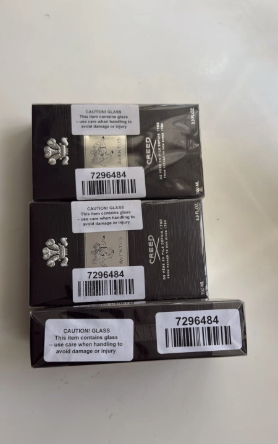 CAUTION! GLASS
This item contains glass
– use care when handling to
avoid damage or injury
7296484
CREED
CAUTION! GLASS
This item contains glass
– use care when handling to
avoid damage or injury
7296484
CREED
CAUTION! GLASS
This item contains glass
– use care when handling to
avoid damage or injury
7296484